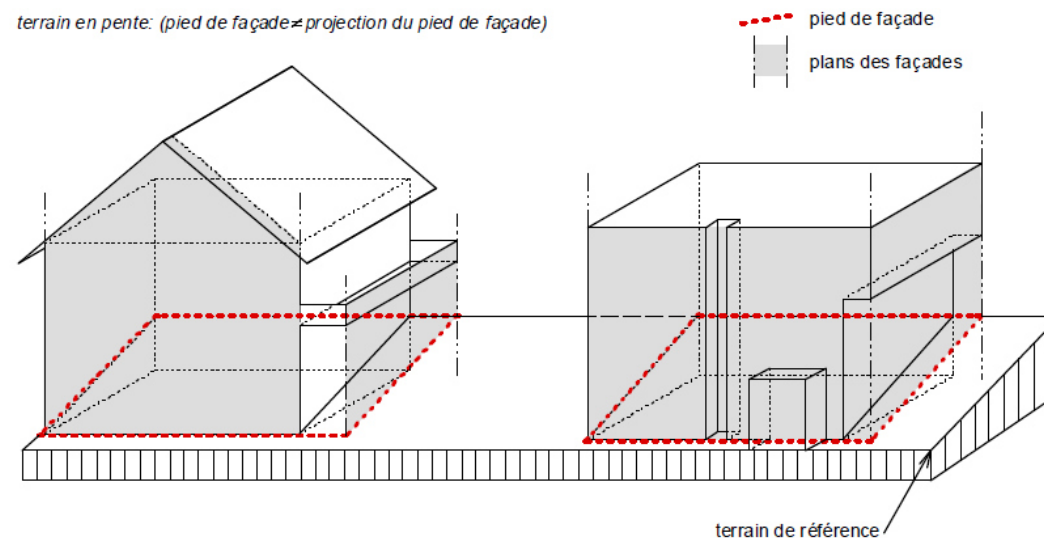 terrain en pente: (pied de façade≠projection du pied de façade)
pied de façade
plans des façades
terrain de référence